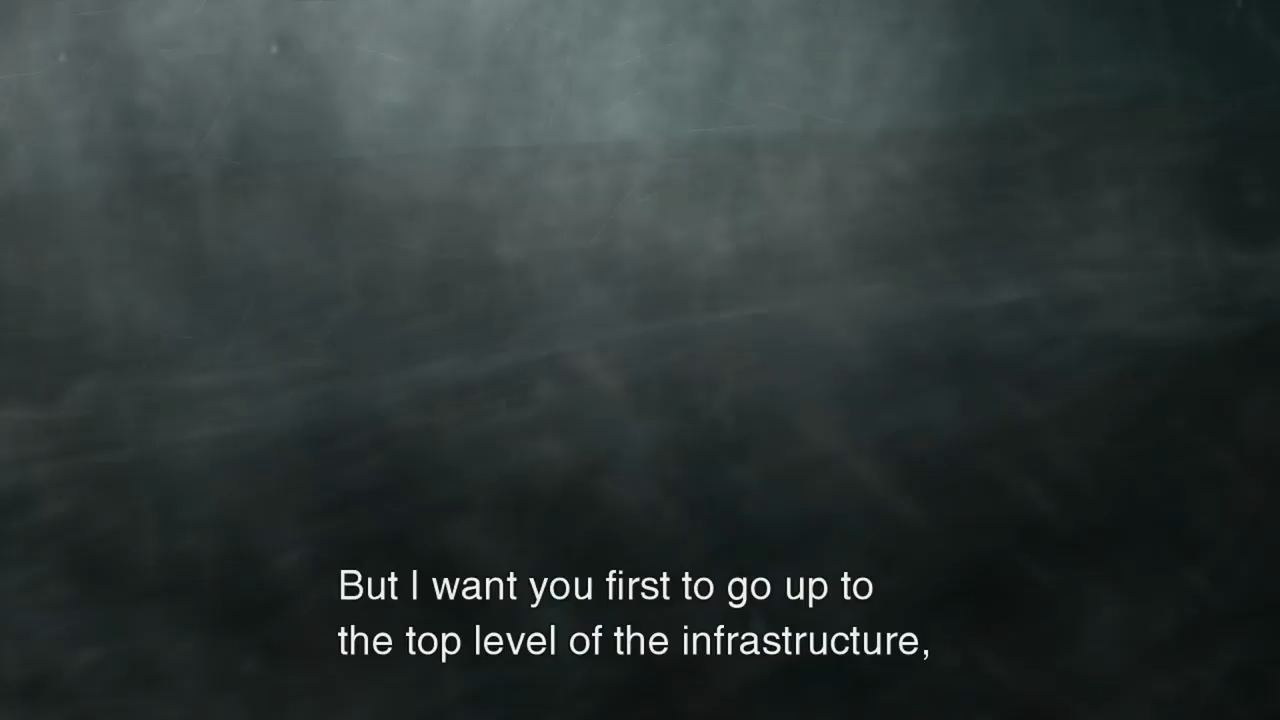 But I want you first to go up to
the top level of the infrastructure,